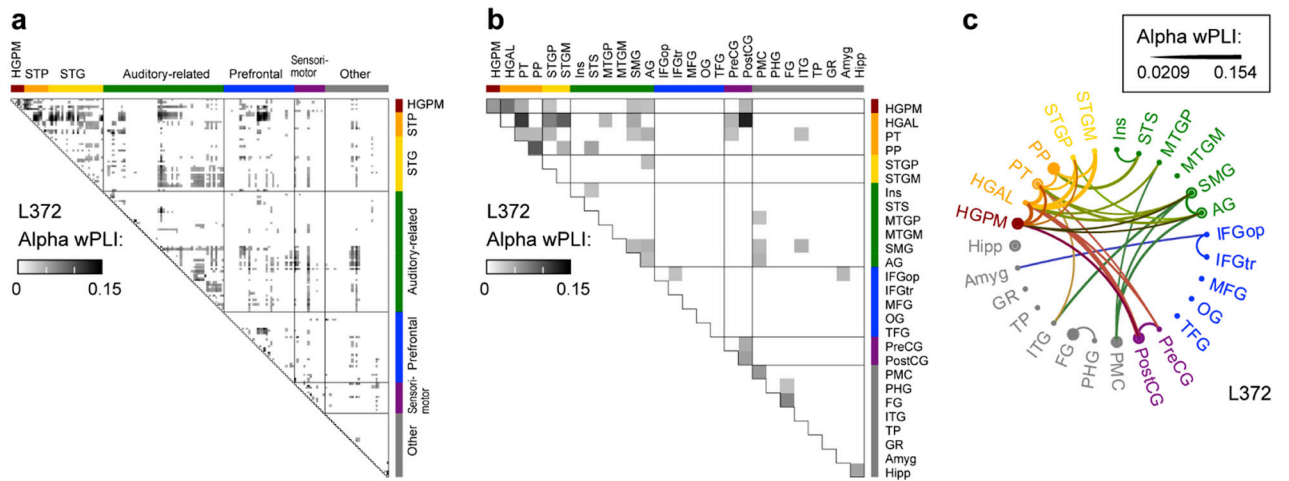 a
HGPM
STP
STG
Auditory-related
Prefrontal
Sensori-
motor
Other
HGPM
STP
STG
Auditory-related
Prefrontal
Sensori-
motor
Other
L372
Alpha wPLI:
0
0.15
b
HGPM
HGAL
PT
PP
STGP
STGM
Ins
STS
MTGP
MTGM
SMG
AG
IFGop
IFGtr
MFG
OG
TFG
PreCG
PostCG
PMC
PHG
FG
ITG
TP
GR
Amyg
Hipp
HGPM
HGAL
PT
PP
STGP
STGM
Ins
STS
MTGP
MTGM
SMG
AG
IFGop
IFGtr
MFG
OG
TFG
PreCG
PostCG
PMC
PHG
FG
ITG
TP
GR
Amyg
Hipp
L372
Alpha wPLI:
0
0.15
c
Alpha wPLI:
0.0209
0.154
HGPM
HGAL
PT
PP
STGP
STGM
Ins
STS
MTGP
MTGM
SMG
AG
IFGop
IFGtr
MFG
OG
TFG
PreCG
PostCG
PMC
PHG
FG
ITG
TP
GR
Amyg
Hipp
L372